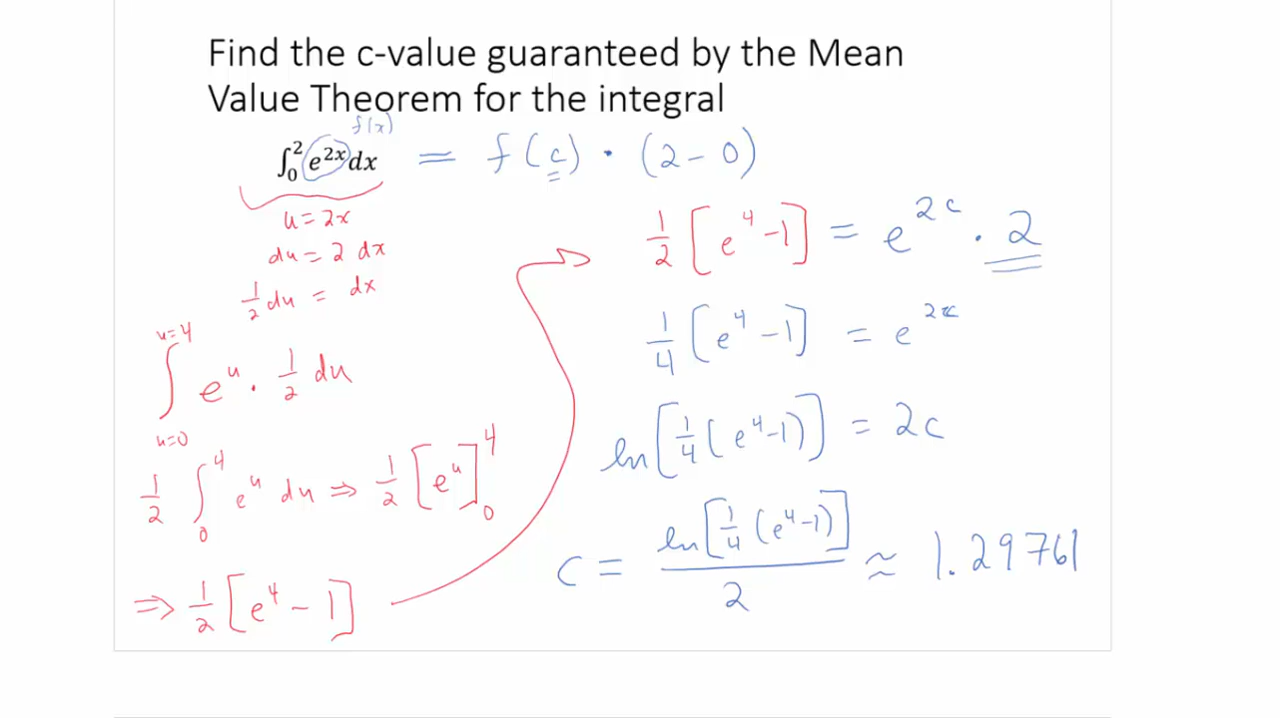 Find the c-value guaranteed by the Mean
Value Theorem for the integral
f(x)
∫₀² e²ˣ dx = f(c) · (2 - 0)
u = 2x
du = 2 dx
1/2 du = dx
u=4
∫ e^u · 1/2 du
u=0
1/2 ∫₀⁴ e^u du ⇒ 1/2 [e^u]₀⁴
⇒ 1/2 [e⁴ - 1]
1/2 [e⁴ - 1] = e^2c · 2
1/4 [e⁴ - 1] = e^2c
ln[1/4 (e⁴ - 1)] = 2c
c = ln[1/4 (e⁴ - 1)] / 2 ≈ 1.29761